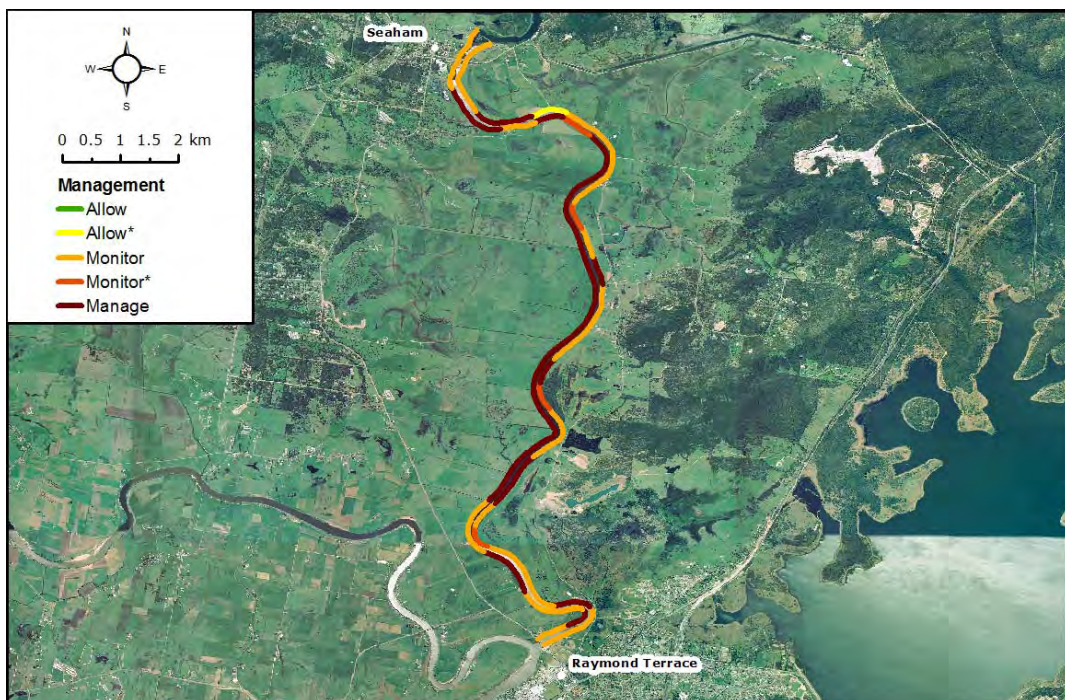 Seaham
N
W E
S
0 0.5 1 1.5 2 km
Management
Allow
Allow*
Monitor
Monitor*
Manage
Raymond Terrace